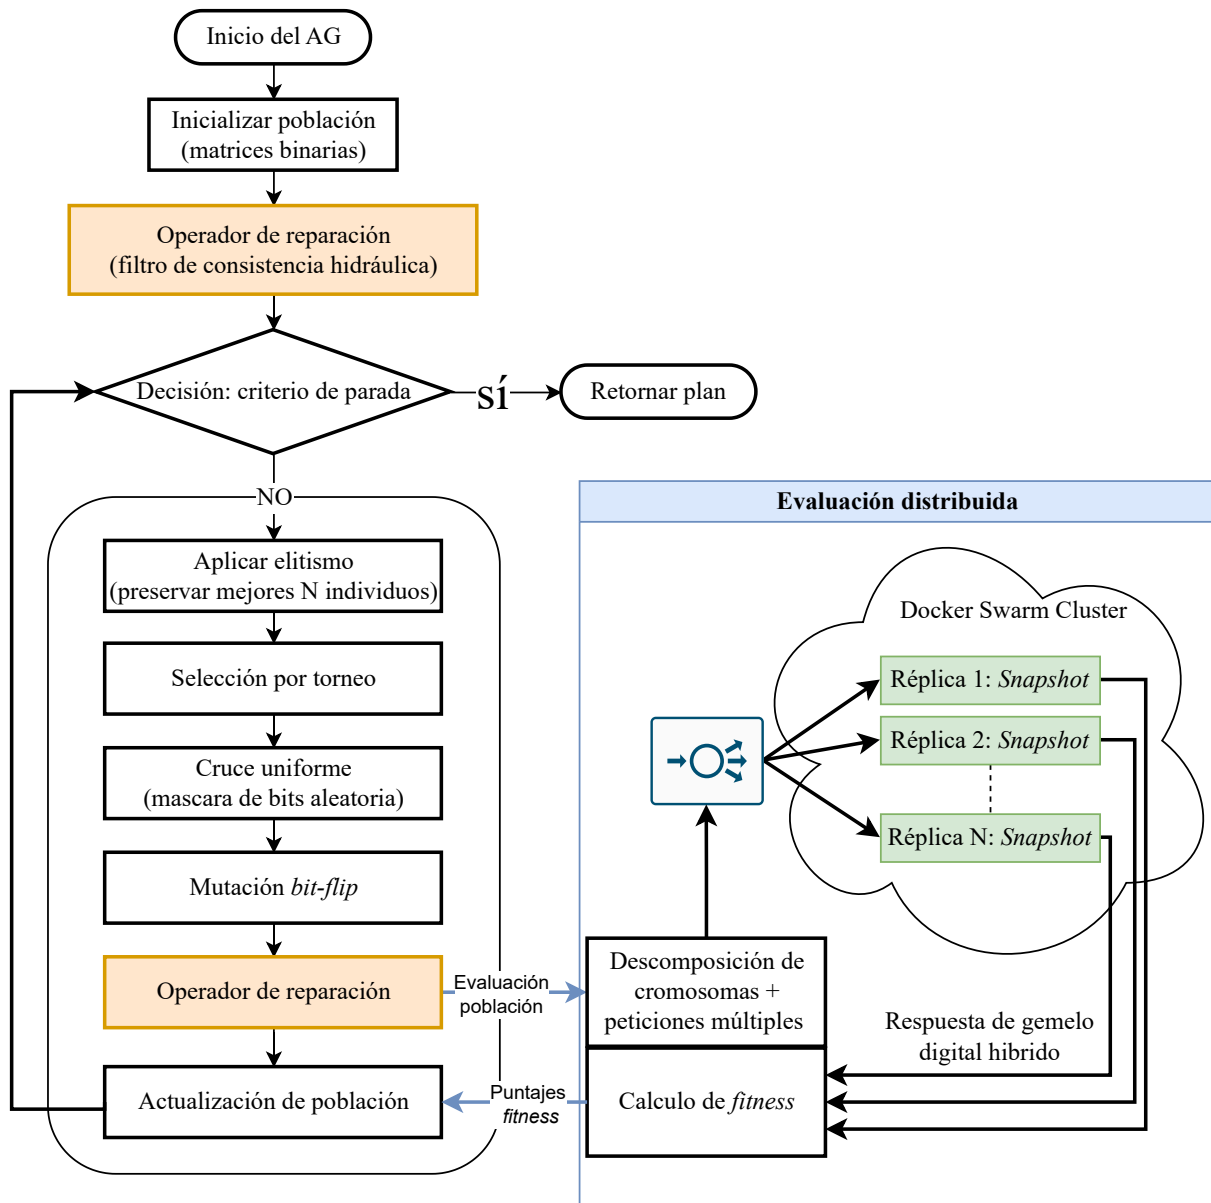 Inicio del AG
Inicializar población
(matrices binarias)
Operador de reparación
(filtro de consistencia hidráulica)
Decisión: criterio de parada
sí
Retornar plan
NO
Aplicar elitismo
(preservar mejores N individuos)
Selección por torneo
Cruce uniforme
(mascara de bits aleatoria)
Mutación bit-flip
Operador de reparación
Actualización de población
Evaluación
población
Puntajes
fitness
Evaluación distribuida
Docker Swarm Cluster
Réplica 1: Snapshot
Réplica 2: Snapshot
Réplica N: Snapshot
Descomposición de
cromosomas +
peticiones múltiples
Respuesta de gemelo
digital hibrido
Calculo de fitness